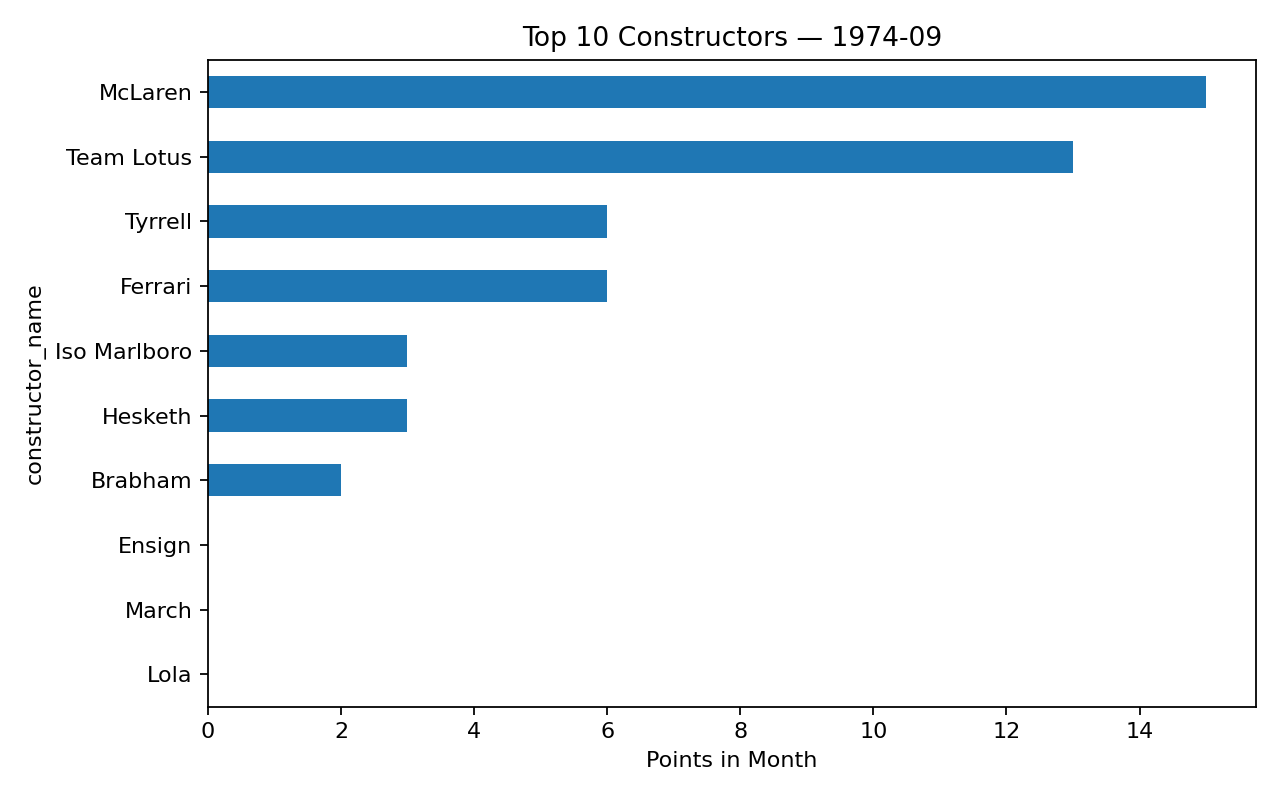 Top 10 Constructors — 1974-09
constructor_name
McLaren
Team Lotus
Tyrrell
Ferrari
Iso Marlboro
Hesketh
Brabham
Ensign
March
Lola
0 2 4 6 8 10 12 14
Points in Month